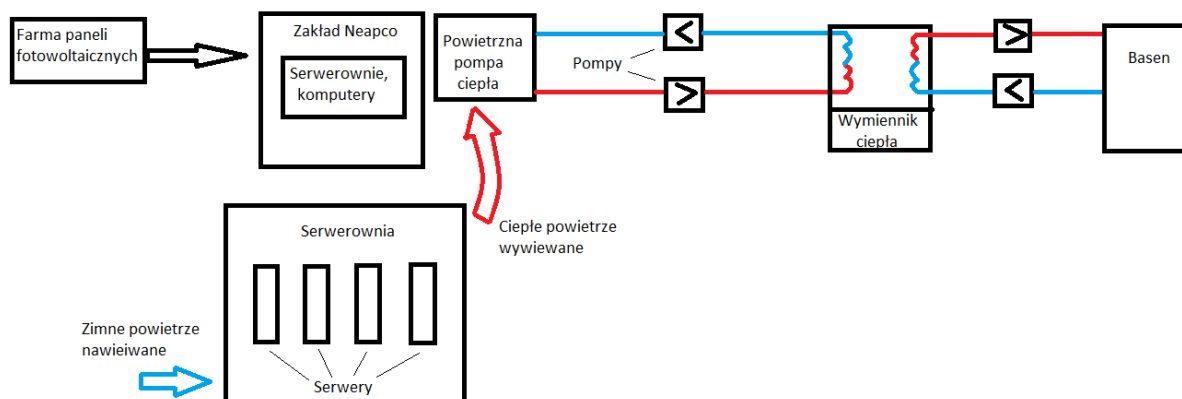 Farma paneli
fotowoltaicznych
Zakład Neapco
Serwerownie,
komputery
Powietrzna
pompa
ciepła
Pompy
Wymiennik
ciepła
Basen
Serwerownia
Ciepłe powietrze
wywiewane
Zimne powietrze
nawieiwane
Serwery